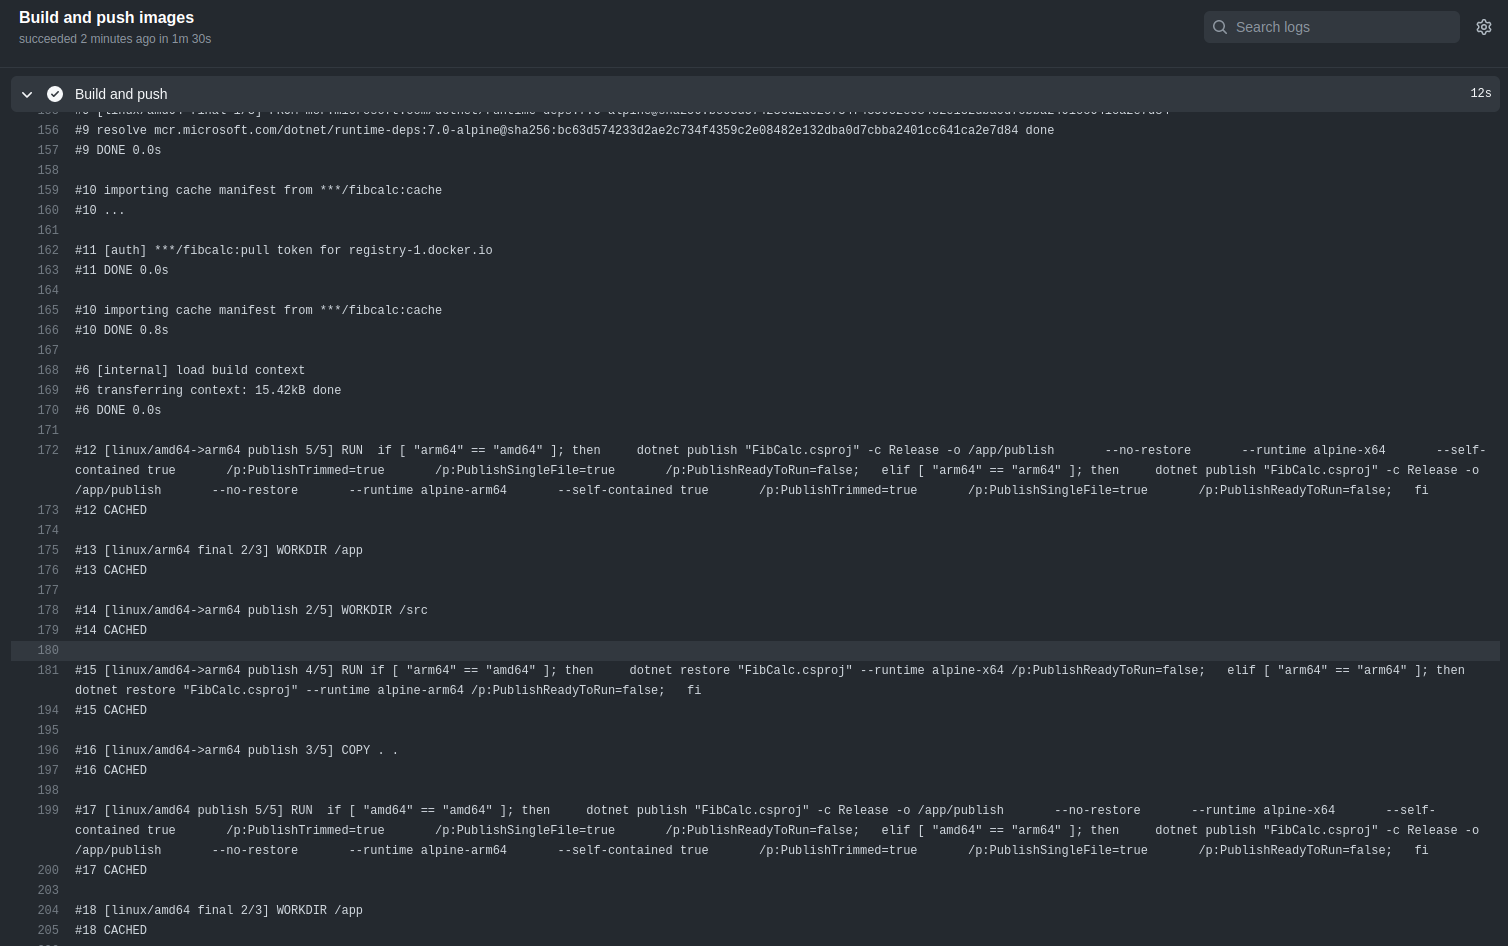 Build and push images
succeeded 2 minutes ago in 1m 30s
Search logs
Build and push
12s
156 #9 resolve mcr.microsoft.com/dotnet/runtime-deps:7.0-alpine@sha256:bc63d574233d2ae2c734f4359c2e08482e132dba0d7cbba2401cc641ca2e7d84 done
157 #9 DONE 0.0s
158
159 #10 importing cache manifest from ***/fibcalc:cache
160 #10 ...
161
162 #11 [auth] ***/fibcalc:pull token for registry-1.docker.io
163 #11 DONE 0.0s
164
165 #10 importing cache manifest from ***/fibcalc:cache
166 #10 DONE 0.8s
167
168 #6 [internal] load build context
169 #6 transferring context: 15.42kB done
170 #6 DONE 0.0s
171
172 #12 [linux/amd64->arm64 publish 5/5] RUN  if [ "arm64" == "amd64" ]; then     dotnet publish "FibCalc.csproj" -c Release -o /app/publish       --no-restore       --runtime alpine-x64       --self-
contained true       /p:PublishTrimmed=true       /p:PublishSingleFile=true       /p:PublishReadyToRun=false;   elif [ "arm64" == "arm64" ]; then     dotnet publish "FibCalc.csproj" -c Release -o
/app/publish       --no-restore       --runtime alpine-arm64       --self-contained true       /p:PublishTrimmed=true       /p:PublishSingleFile=true       /p:PublishReadyToRun=false;   fi
173 #12 CACHED
174
175 #13 [linux/arm64 final 2/3] WORKDIR /app
176 #13 CACHED
177
178 #14 [linux/amd64->arm64 publish 2/5] WORKDIR /src
179 #14 CACHED
180
181 #15 [linux/amd64->arm64 publish 4/5] RUN if [ "arm64" == "amd64" ]; then     dotnet restore "FibCalc.csproj" --runtime alpine-x64 /p:PublishReadyToRun=false;   elif [ "arm64" == "arm64" ]; then
dotnet restore "FibCalc.csproj" --runtime alpine-arm64 /p:PublishReadyToRun=false;   fi
194 #15 CACHED
195
196 #16 [linux/amd64->arm64 publish 3/5] COPY . .
197 #16 CACHED
198
199 #17 [linux/amd64 publish 5/5] RUN  if [ "amd64" == "amd64" ]; then     dotnet publish "FibCalc.csproj" -c Release -o /app/publish       --no-restore       --runtime alpine-x64       --self-
contained true       /p:PublishTrimmed=true       /p:PublishSingleFile=true       /p:PublishReadyToRun=false;   elif [ "amd64" == "arm64" ]; then     dotnet publish "FibCalc.csproj" -c Release -o
/app/publish       --no-restore       --runtime alpine-arm64       --self-contained true       /p:PublishTrimmed=true       /p:PublishSingleFile=true       /p:PublishReadyToRun=false;   fi
200 #17 CACHED
203
204 #18 [linux/amd64 final 2/3] WORKDIR /app
205 #18 CACHED